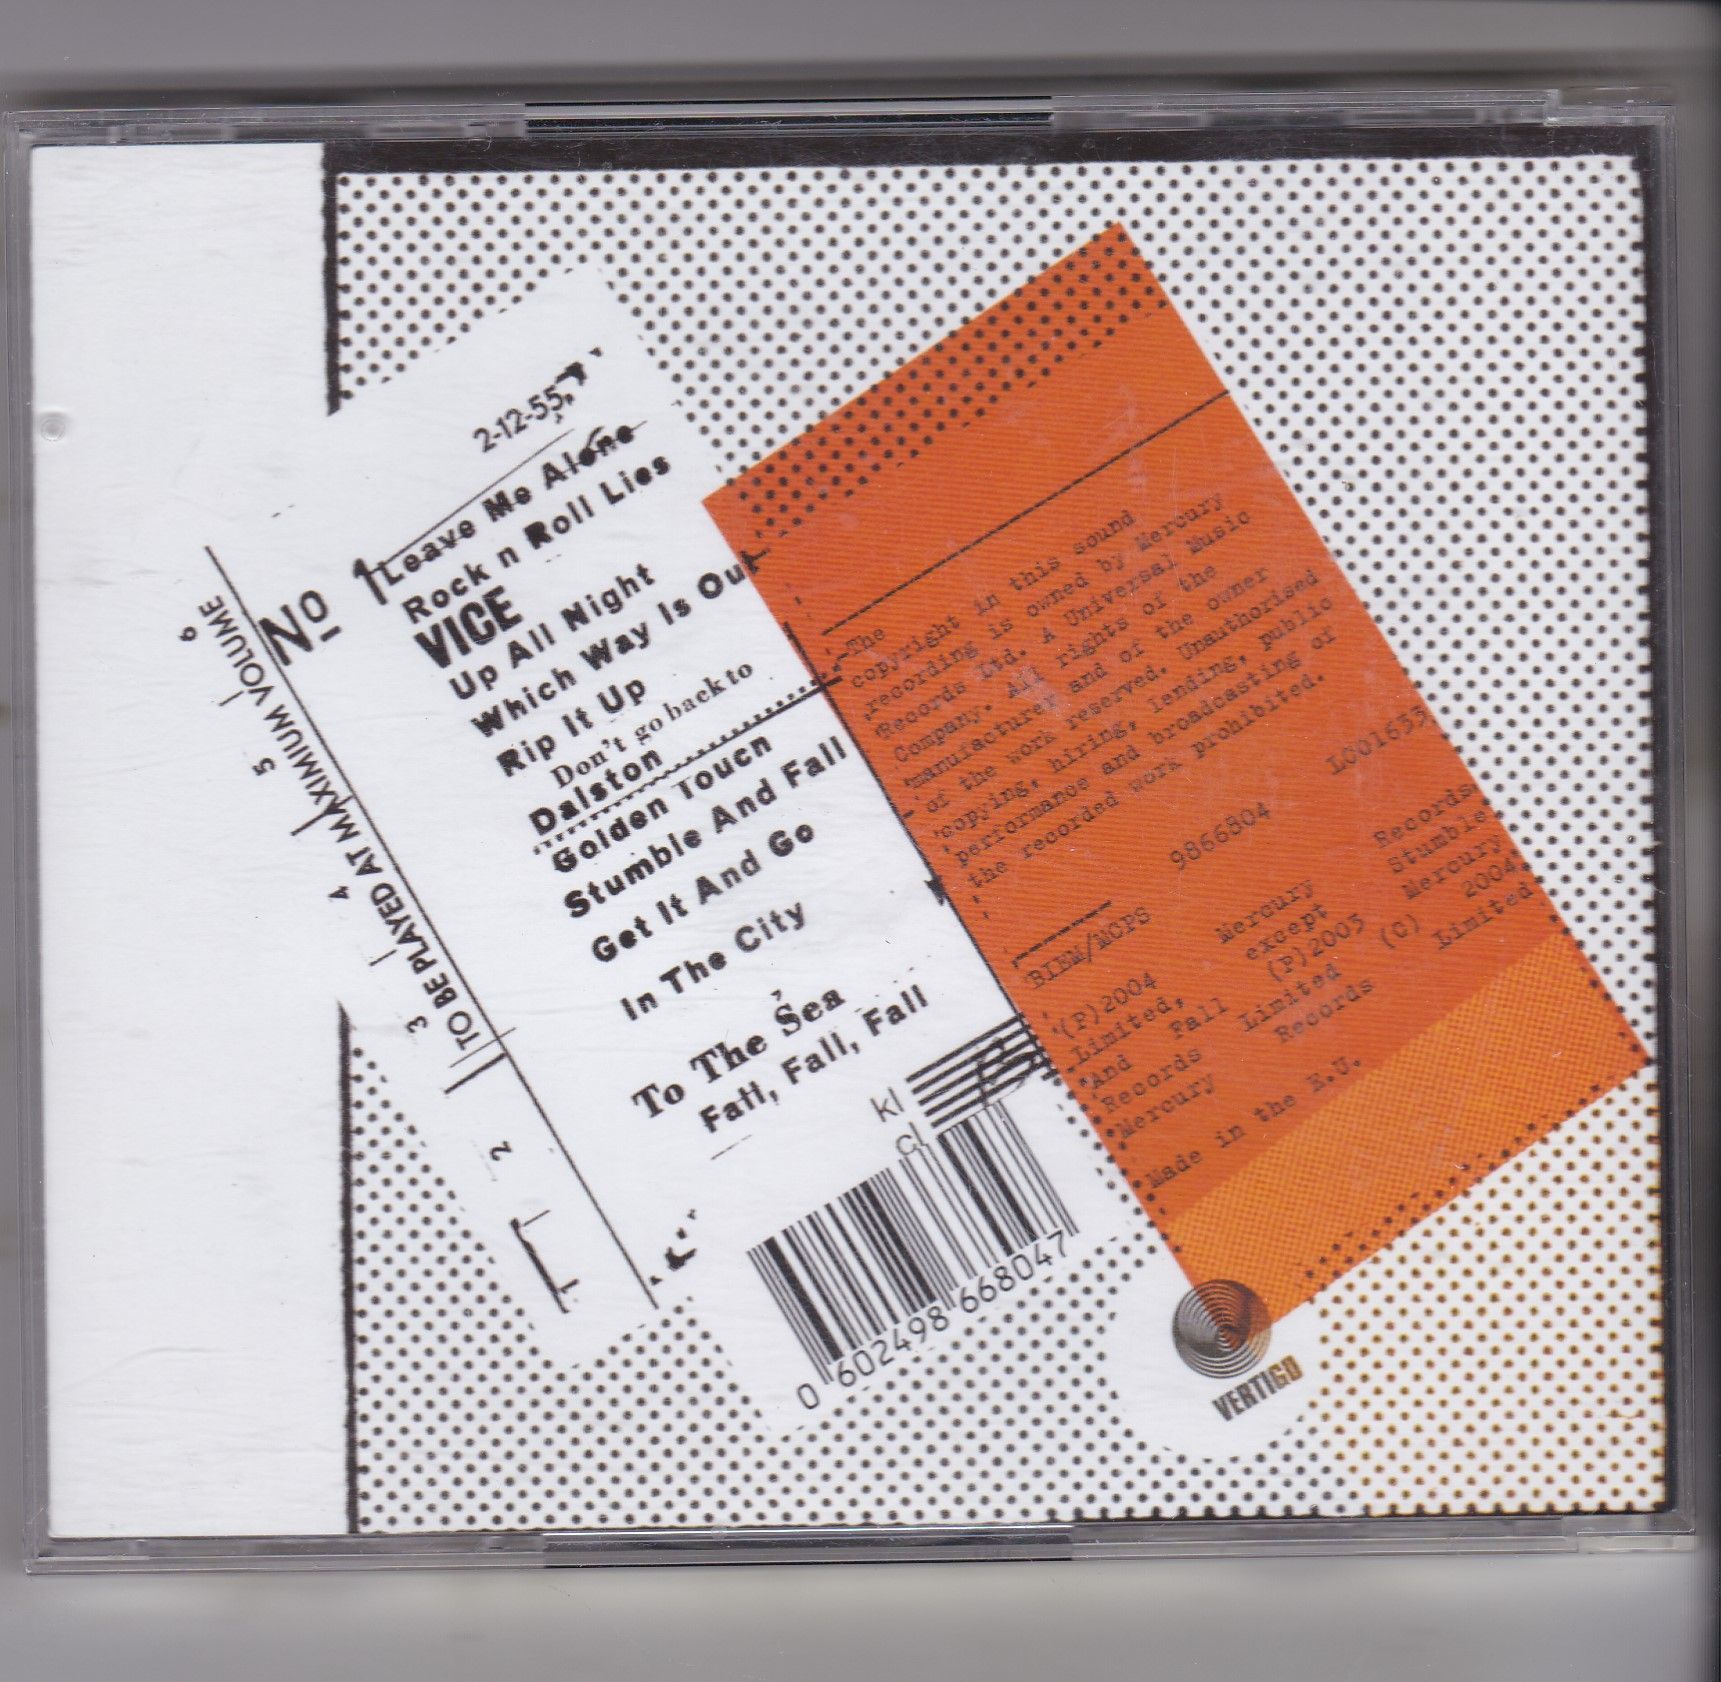 2-12-55
Leave Me Alone
Rock n Roll Lies
VICE
Up All Night
Which Way Is Out
Rip It Up
Don't go back to
Dalston
Golden Touch
Stumble And Fall
Get It And Go
In The City
To The Sea
Fall, Fall, Fall
No 1
TO BE PLAYED AT MAXIMIUM VOLUME
1 2 3 4 5 6
kl
cl
0 602498 668047
The
copyright in this sound
recording is owned by Mercury
Records Ltd. A Universal Music
Company. All rights of the
manufacturer and of the owner
of the work reserved. Unauthorised
copying, hiring, lending, public
performance and broadcasting of
the recorded work prohibited.
9866804 LC01633
BIEM/MCPS
(P)2004 Mercury Records
Limited, except Stumble
And Fall (P)2003 Mercury
Records Limited (C) 2004
Mercury Records Limited
Made in the E.U.
VERTIGO